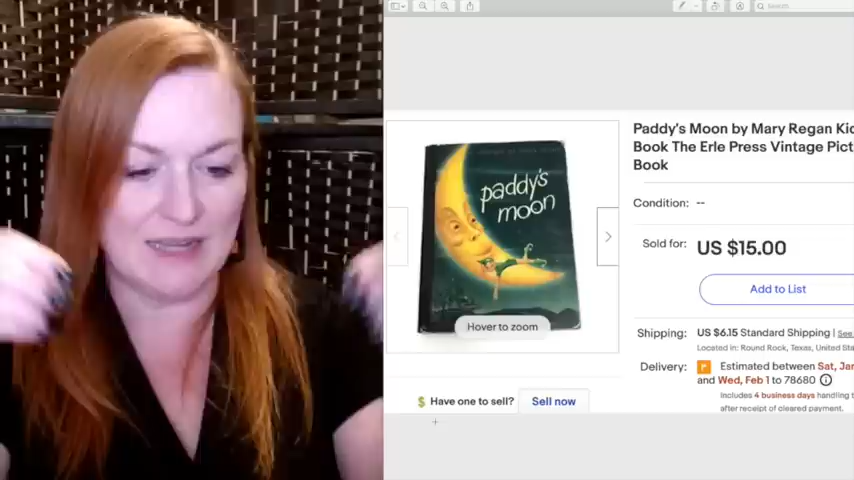 Search
Paddy's Moon by Mary Regan Kid
Book The Erle Press Vintage Pict
Book
paddy's
moon
Condition: --
Sold for: US $15.00
Add to List
Hover to zoom
Shipping: US $6.15 Standard Shipping | See
Located in: Round Rock, Texas, United Sta
Delivery: Estimated between Sat, Jan
and Wed, Feb 1 to 78680
Includes 4 business days handling t
after receipt of cleared payment.
Have one to sell? Sell now